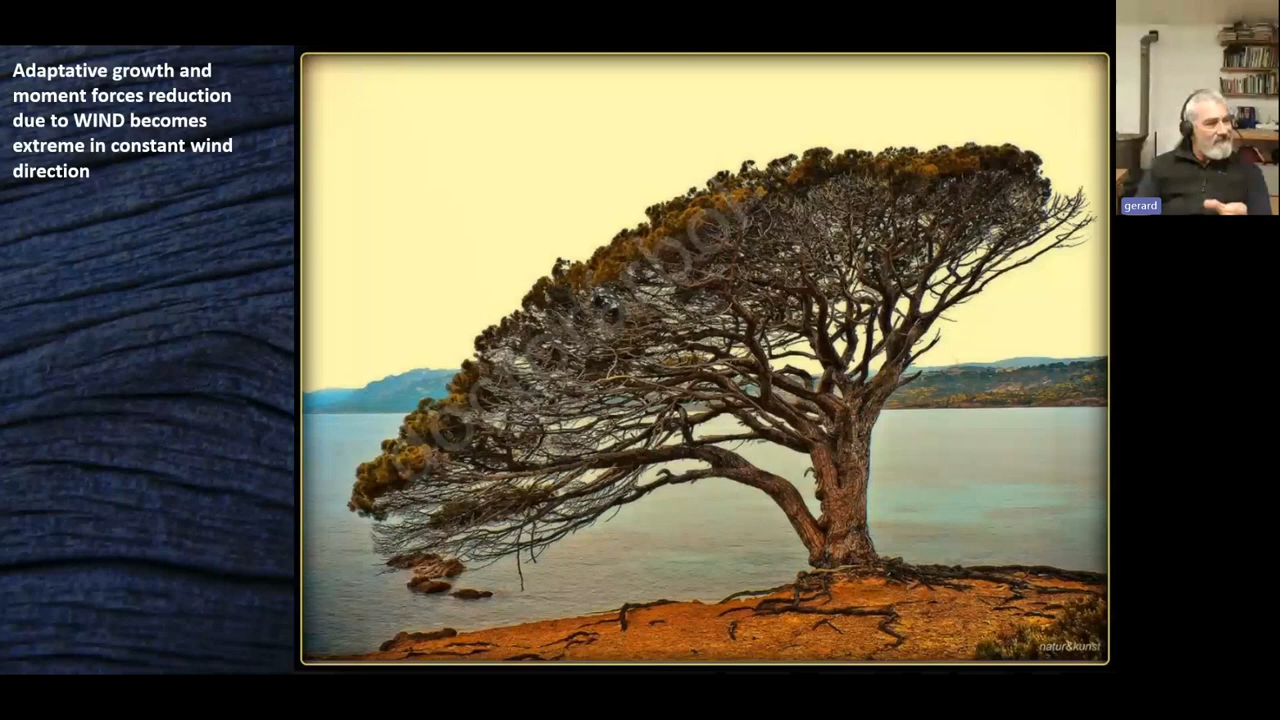 Adaptative growth and
moment forces reduction
due to WIND becomes
extreme in constant wind
direction
gerard
natur&kunst